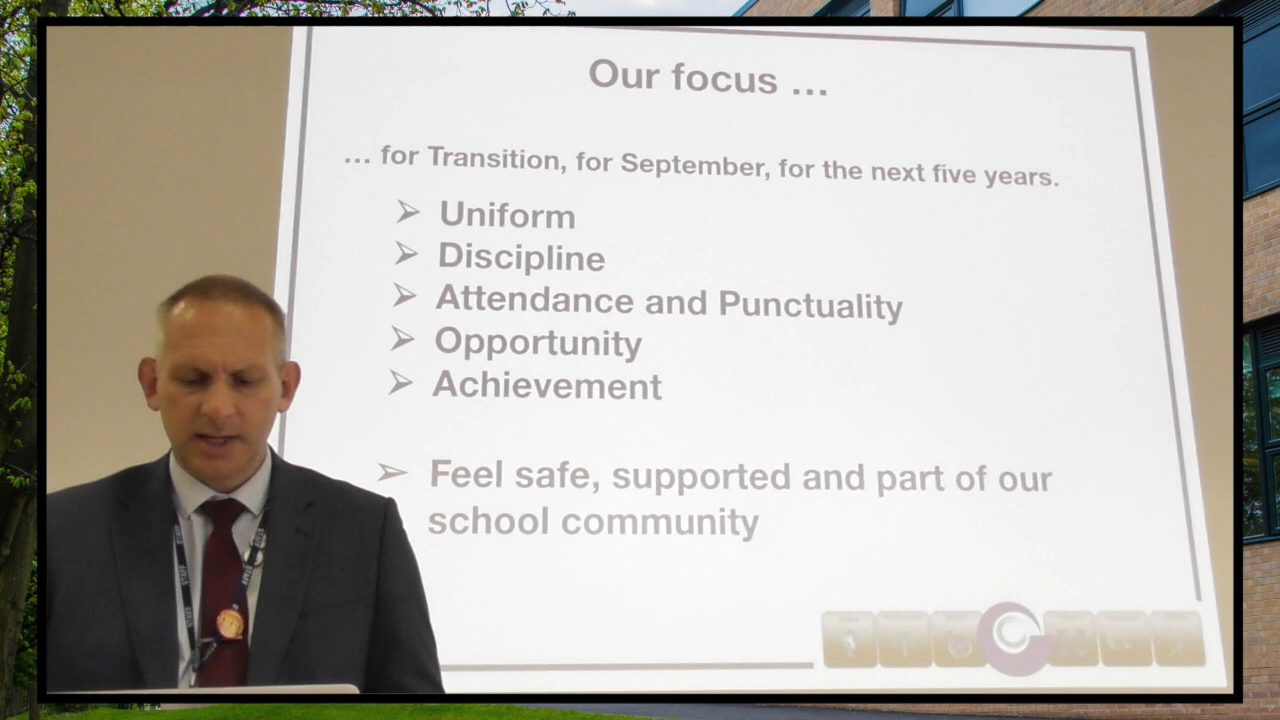 Our focus ...
... for Transition, for September, for the next five years.
➢ Uniform
➢ Discipline
➢ Attendance and Punctuality
➢ Opportunity
➢ Achievement
➢ Feel safe, supported and part of our
school community